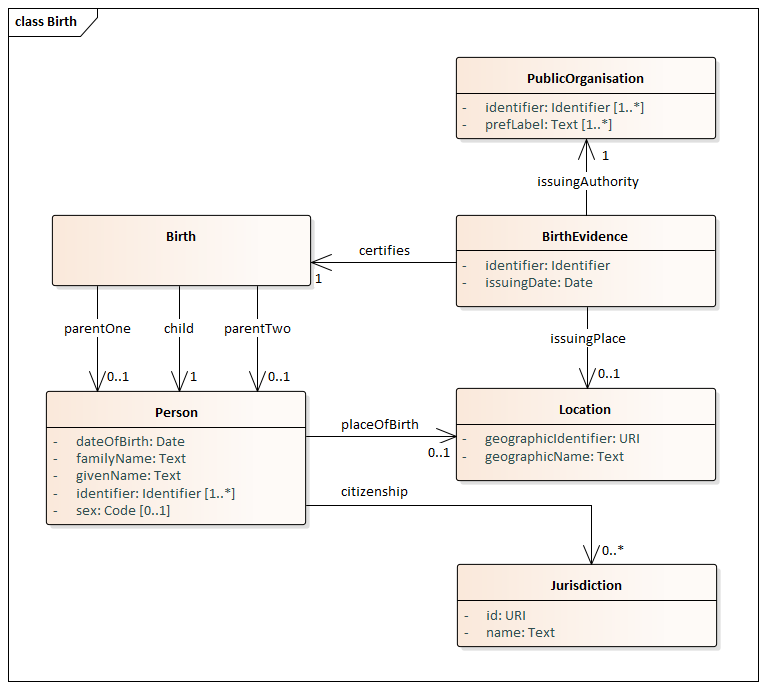 class Birth
PublicOrganisation
- identifier: Identifier [1..*]
- prefLabel: Text [1..*]
1
issuingAuthority
Birth
certifies
1
BirthEvidence
- identifier: Identifier
- issuingDate: Date
parentOne
child
parentTwo
issuingPlace
0..1
1
0..1
0..1
Person
- dateOfBirth: Date
- familyName: Text
- givenName: Text
- identifier: Identifier [1..*]
- sex: Code [0..1]
placeOfBirth
0..1
Location
- geographicIdentifier: URI
- geographicName: Text
citizenship
0..*
Jurisdiction
- id: URI
- name: Text